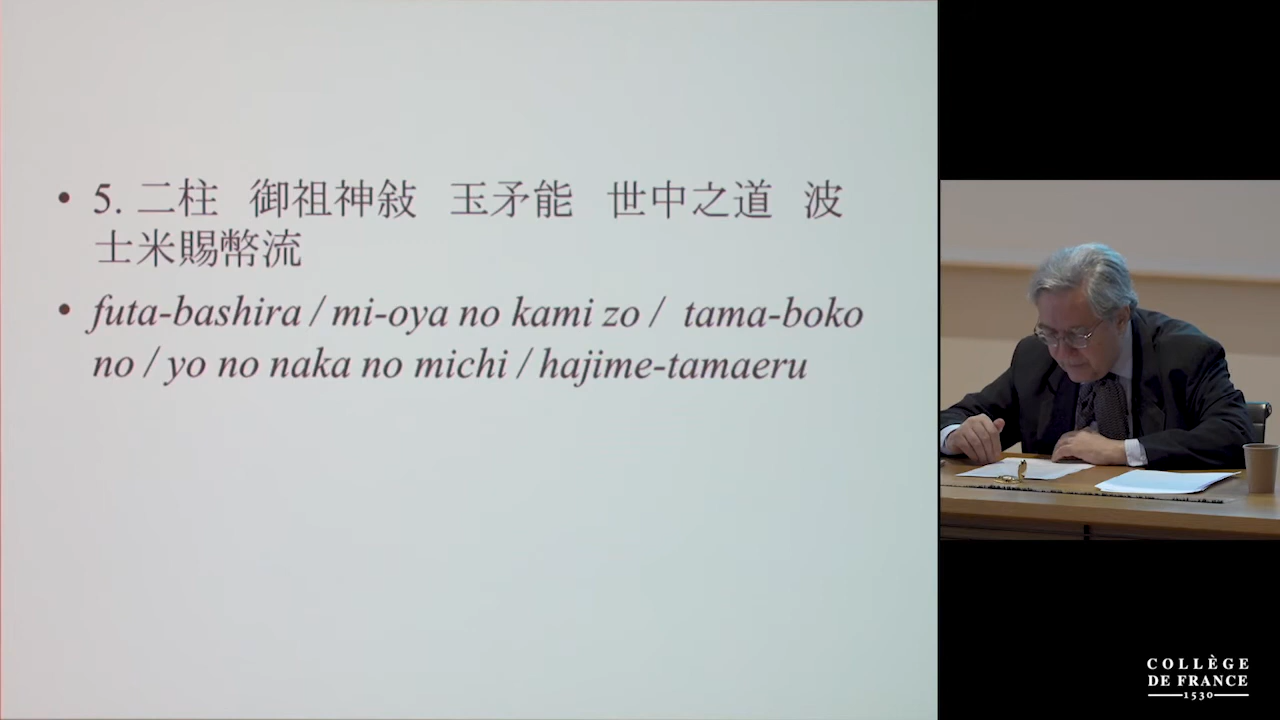 • 5. 二柱 御祖神敍 玉矛能 世中之道 波
士米賜幣流
• futa-bashira / mi-oya no kami zo / tama-boko
no / yo no naka no michi / hajime-tamaeru
COLLÈGE
DE FRANCE
1530